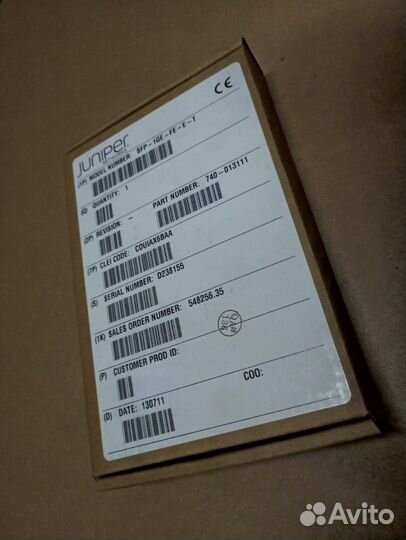 JUNIPER
CE
(1P) MODEL NUMBER: SFP-1GE-FE-E-T
(Q) QUANTITY: 1
(2P) REVISION: -
PART NUMBER: 740-013111
(7P) CLEI CODE: COUIAX6BAA
(S) SERIAL NUMBER: D238155
(1K) SALES ORDER NUMBER: 548256.35
(P) CUSTOMER PROD ID:
(D) DATE: 130711
COO:
Avito